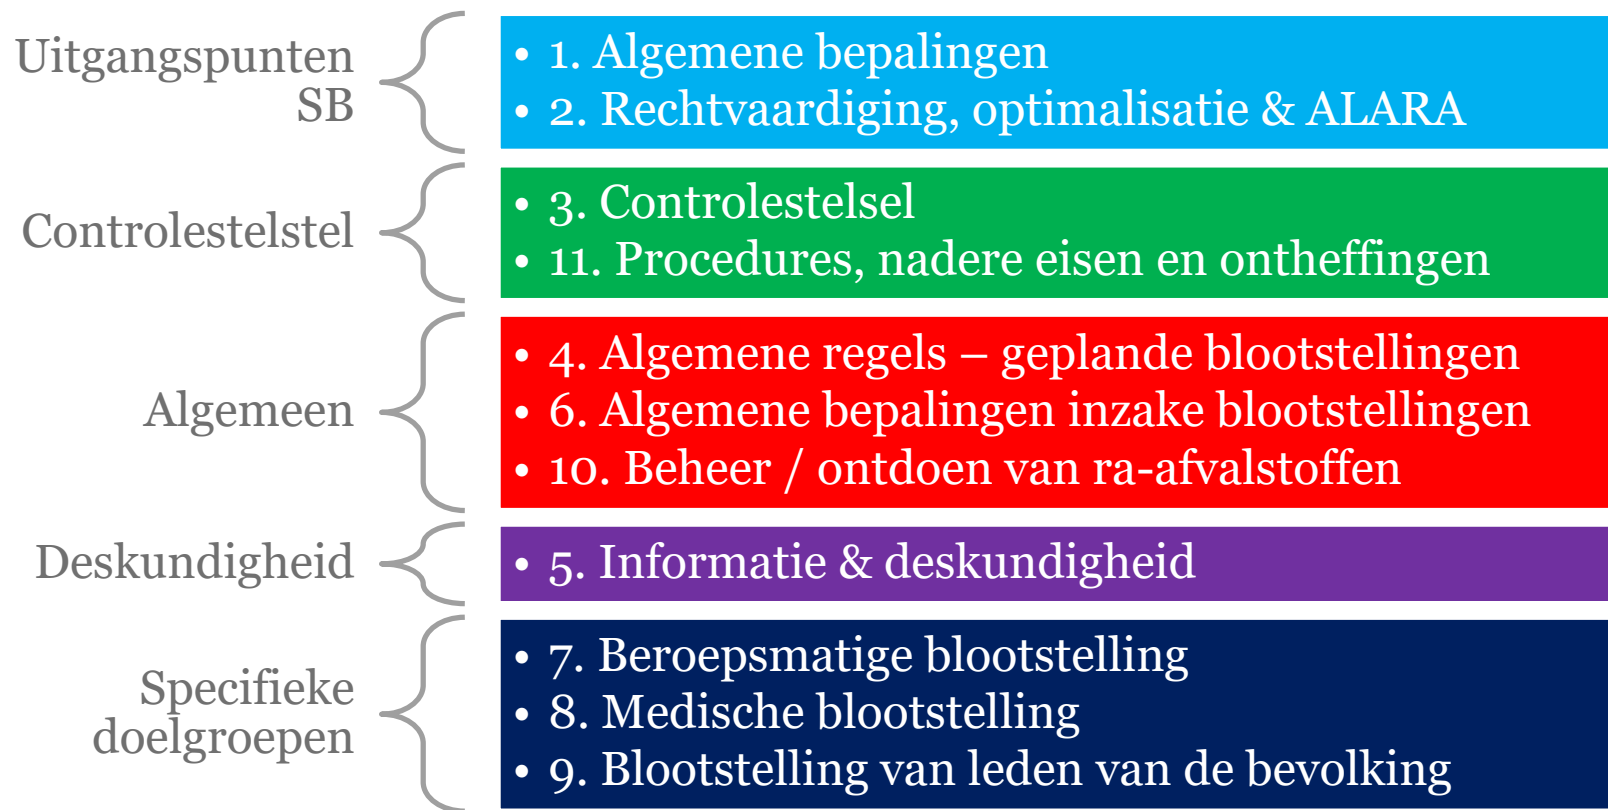 Uitgangspunten
SB
• 1. Algemene bepalingen
• 2. Rechtvaardiging, optimalisatie & ALARA
Controlestelstel
• 3. Controlestelsel
• 11. Procedures, nadere eisen en ontheffingen
Algemeen
• 4. Algemene regels – geplande blootstellingen
• 6. Algemene bepalingen inzake blootstellingen
• 10. Beheer / ontdoen van ra-afvalstoffen
Deskundigheid
• 5. Informatie & deskundigheid
Specifieke
doelgroepen
• 7. Beroepsmatige blootstelling
• 8. Medische blootstelling
• 9. Blootstelling van leden van de bevolking